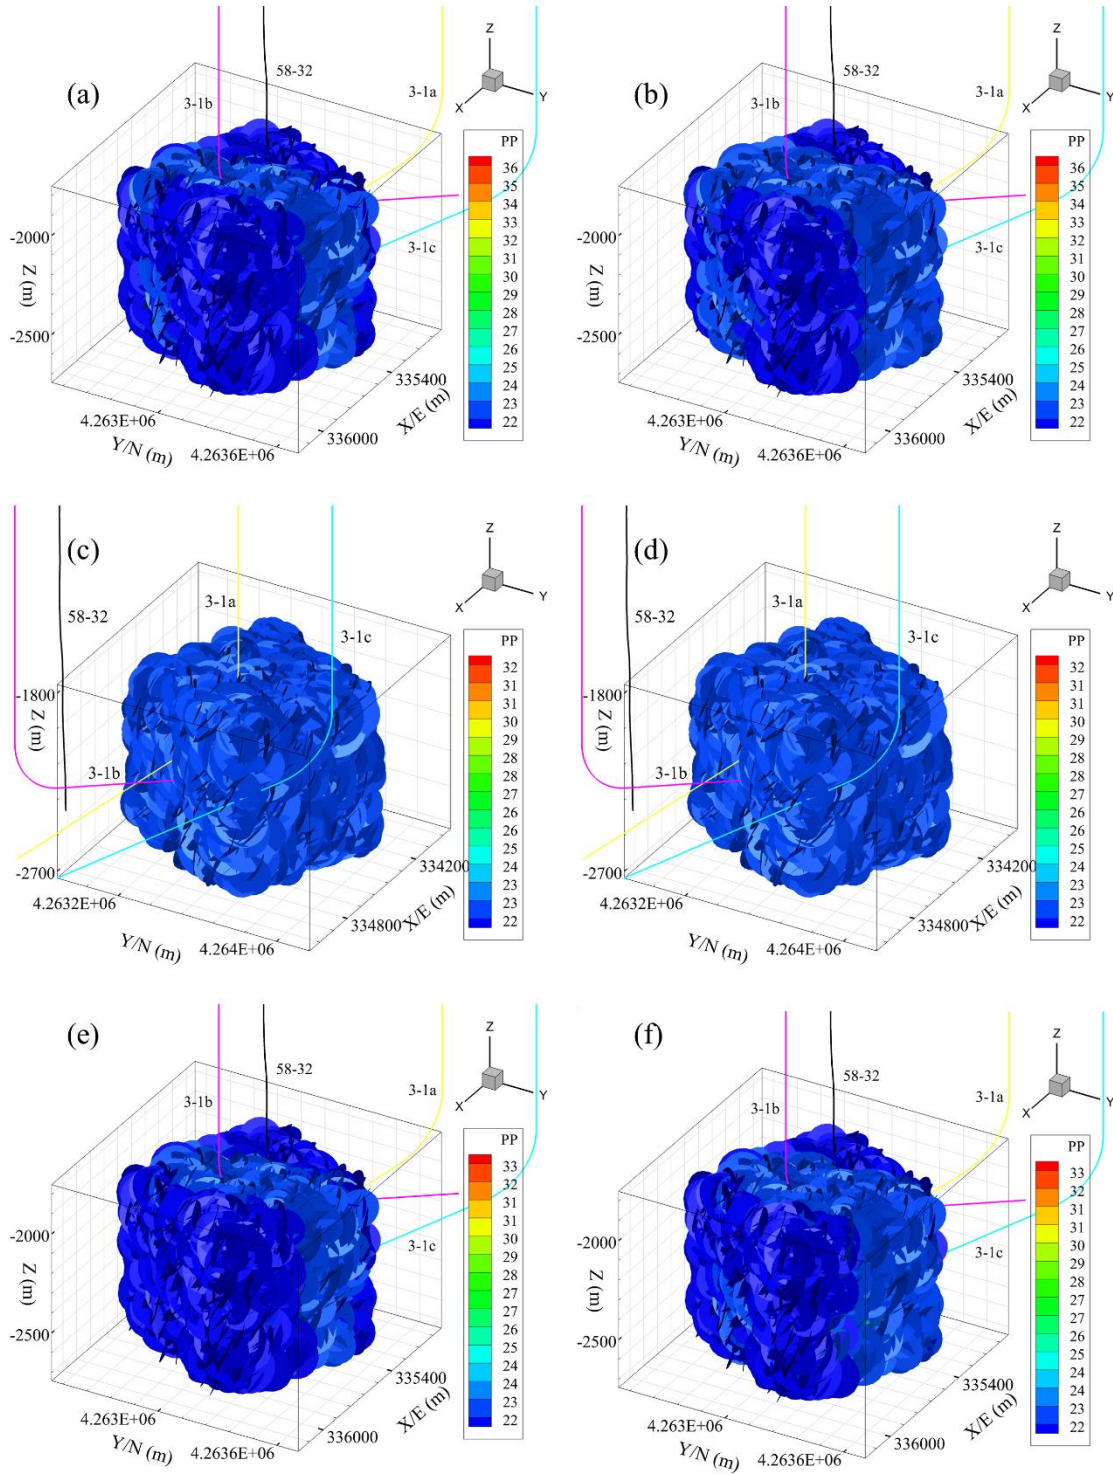 (a)
58-32
3-1b
3-1a
3-1c
Z
X
Y
PP
36
35
34
33
32
31
30
29
28
27
26
25
24
23
22
-2000
-2500
Z (m)
4.263E+06
4.2636E+06
Y/N (m)
335400
336000
X/E (m)
(b)
58-32
3-1b
3-1a
3-1c
Z
X
Y
PP
36
35
34
33
32
31
30
29
28
27
26
25
24
23
22
-2000
-2500
Z (m)
4.263E+06
4.2636E+06
Y/N (m)
335400
336000
X/E (m)
(c)
58-32
3-1a
3-1c
3-1b
Z
X
Y
PP
32
31
31
30
29
28
28
27
26
26
25
24
23
23
22
-1800
-2700
Z (m)
4.2632E+06
4.264E+06
Y/N (m)
334200
334800
X/E (m)
(d)
58-32
3-1a
3-1c
3-1b
Z
X
Y
PP
32
31
31
30
29
28
28
27
26
26
25
24
23
23
22
-1800
-2700
Z (m)
4.2632E+06
4.264E+06
Y/N (m)
334200
334800
X/E (m)
(e)
58-32
3-1b
3-1a
3-1c
Z
X
Y
PP
33
32
31
31
30
29
28
27
27
26
25
24
23
23
22
-2000
-2500
Z (m)
4.263E+06
4.2636E+06
Y/N (m)
335400
336000
X/E (m)
(f)
58-32
3-1b
3-1a
3-1c
Z
X
Y
PP
33
32
31
31
30
29
28
27
27
26
25
24
23
23
22
-2000
-2500
Z (m)
4.263E+06
4.2636E+06
Y/N (m)
335400
336000
X/E (m)